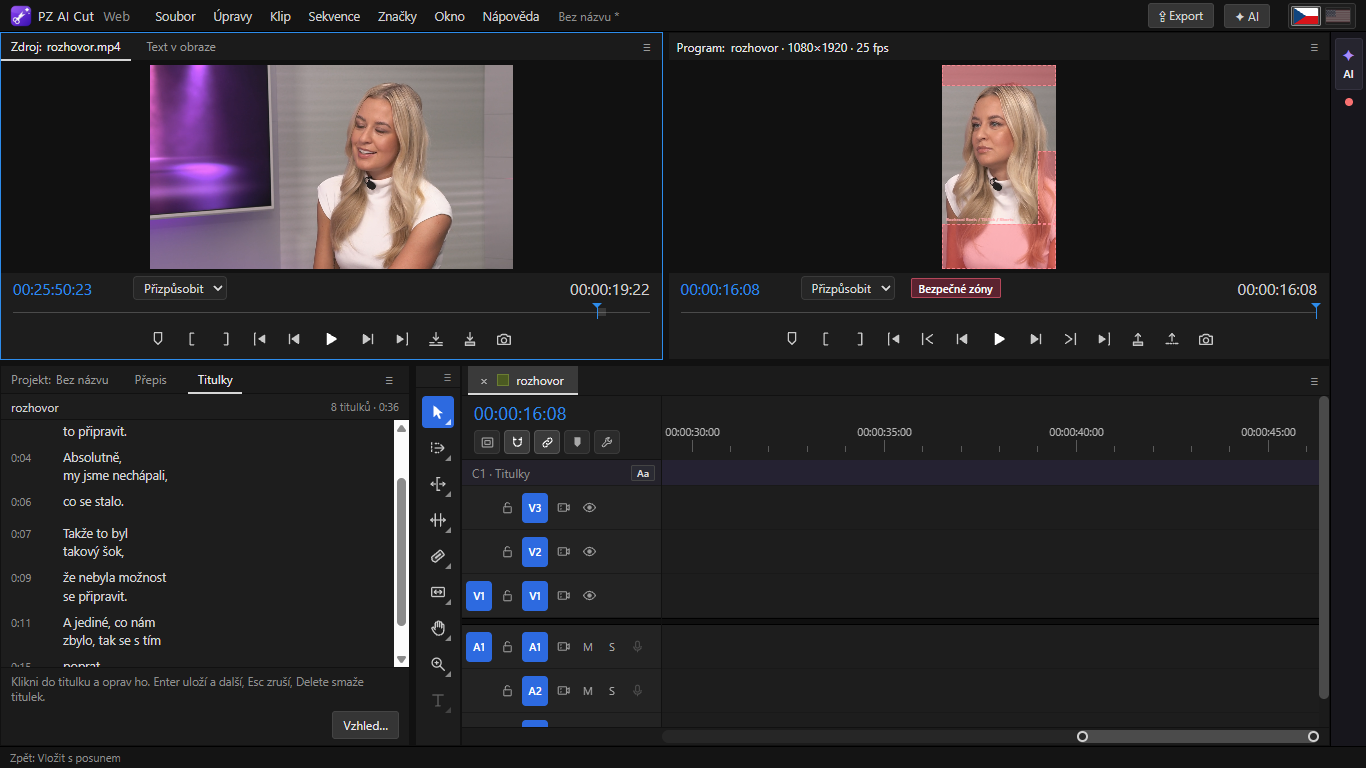 PZ AI Cut Web Soubor Úpravy Klip Sekvence Značky Okno Nápověda Bez názvu *
Export
AI
Zdroj: rozhovor.mp4
Text v obraze
Program: rozhovor · 1080×1920 · 25 fps
AI
00:25:50:23
Přizpůsobit
00:00:19:22
00:00:16:08
Přizpůsobit
Bezpečné zóny
00:00:16:08
Projekt: Bez názvu
Přepis
Titulky
rozhovor
rozhovor
8 titulků · 0:36
to připravit.
0:04 Absolutně,
my jsme nechápali,
0:06 co se stalo.
0:07 Takže to byl
takový šok,
0:09 že nebyla možnost
se připravit.
0:11 A jediné, co nám
zbylo, tak se s tím
0:15 poprat.
Klikni do titulku a oprav ho. Enter uloží a další, Esc zruší, Delete smaže
titulek.
Vzhled...
00:00:16:08
00:00:30:00
00:00:35:00
00:00:40:00
00:00:45:00
C1 · Titulky
Aa
V3
V2
V1 V1
A1 A1 M S
A2 M S
Zpět: Vložit s posunem